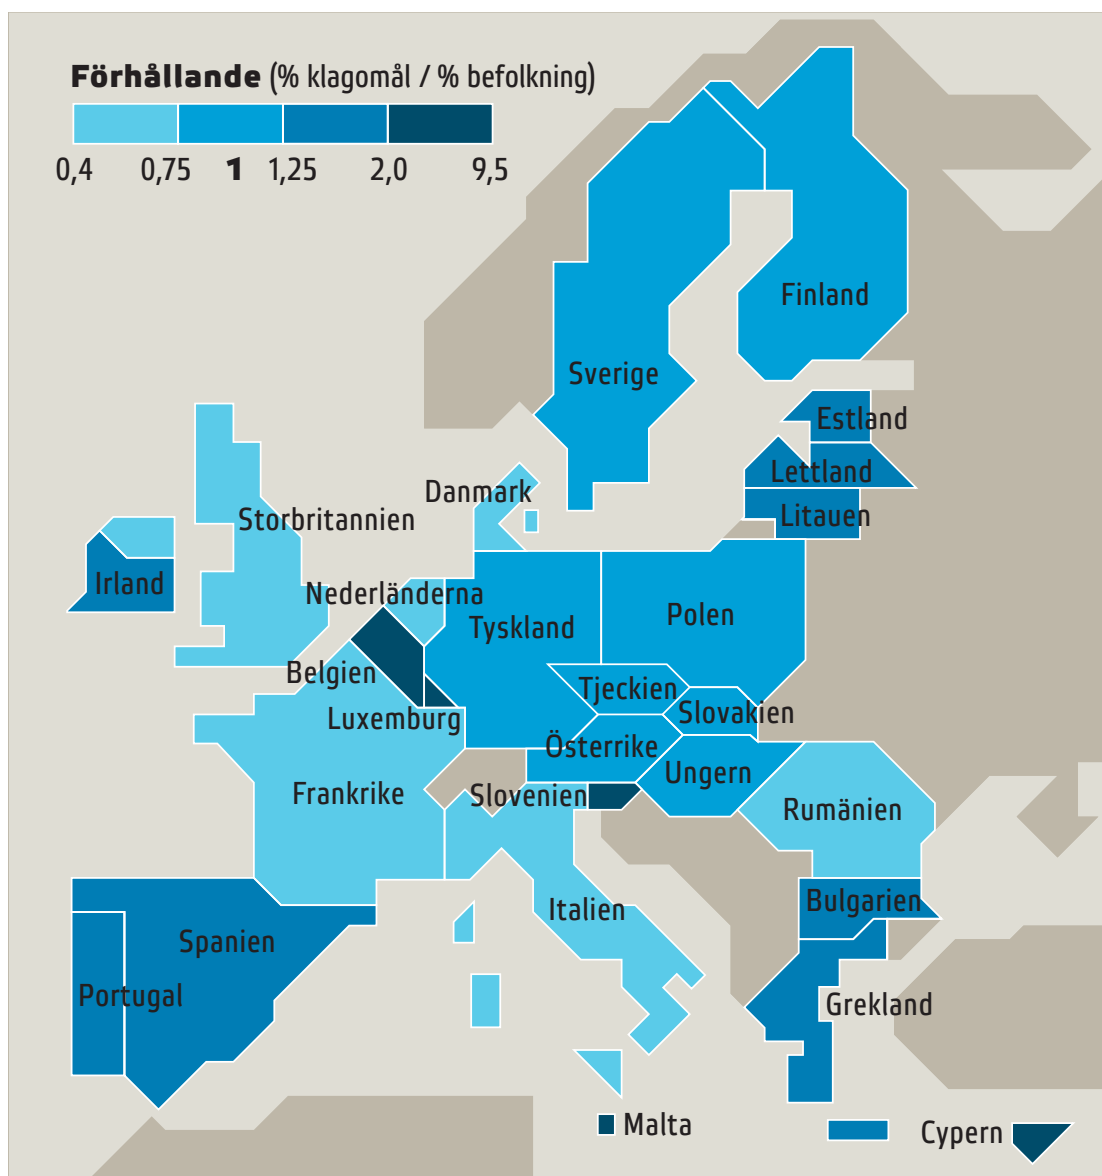 Förhållande (% klagomål / % befolkning)
0,4 0,75 1 1,25 2,0 9,5
Finland
Sverige
Estland
Lettland
Danmark
Litauen
Storbritannien
Irland
Nederländerna
Polen
Tyskland
Belgien
Tjeckien
Slovakien
Luxemburg
Österrike
Ungern
Frankrike
Slovenien
Rumänien
Bulgarien
Italien
Spanien
Portugal
Grekland
Malta
Cypern